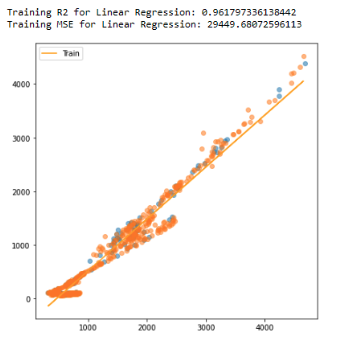 Training R2 for Linear Regression: 0.961797336138442
Training MSE for Linear Regression: 29449.68072596113
Train
4000
3000
2000
1000
0
1000 2000 3000 4000